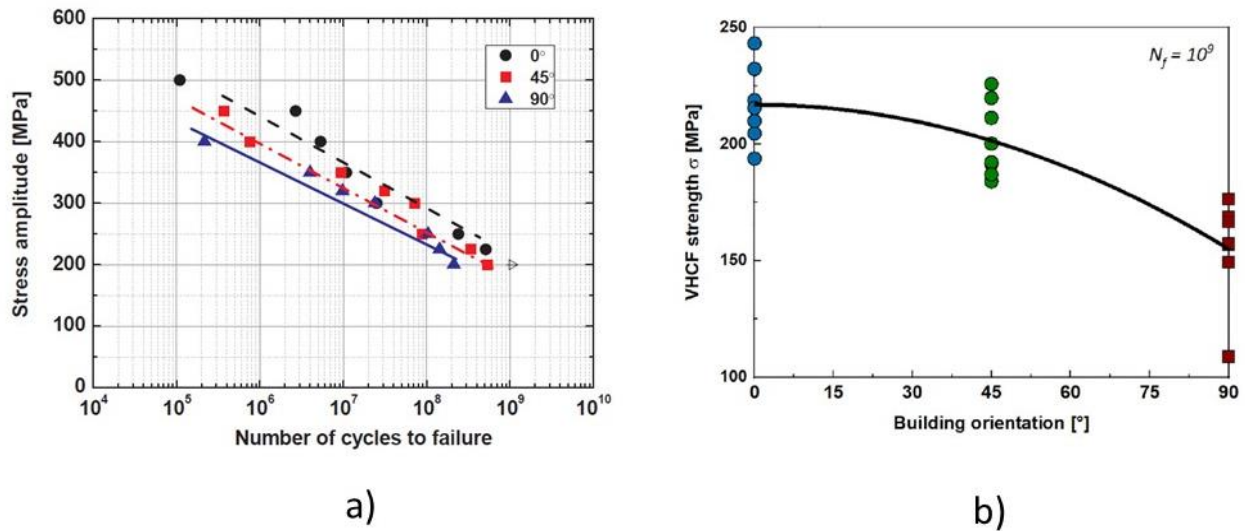 600
500
400
300
200
100
0
Stress amplitude [MPa]
0°
45°
90°
10⁴ 10⁵ 10⁶ 10⁷ 10⁸ 10⁹ 10¹⁰
Number of cycles to failure
a)
250
200
150
100
VHCF strength σ [MPa]
N_f = 10⁹
0 15 30 45 60 75 90
Building orientation [°]
b)